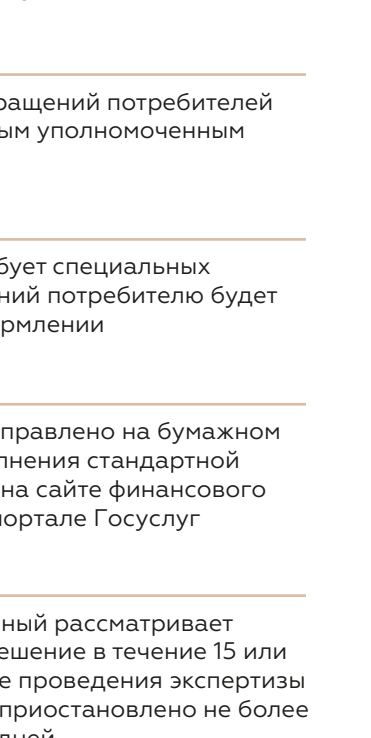 ращений потребителей
ым уполномоченным
бует специальных
ний потребителю будет
рмлении
правлено на бумажном
лнения стандартной
на сайте финансового
портале Госуслуг
ный рассматривает
ешение в течение 15 или
е проведения экспертизы
приостановлено не более
дней